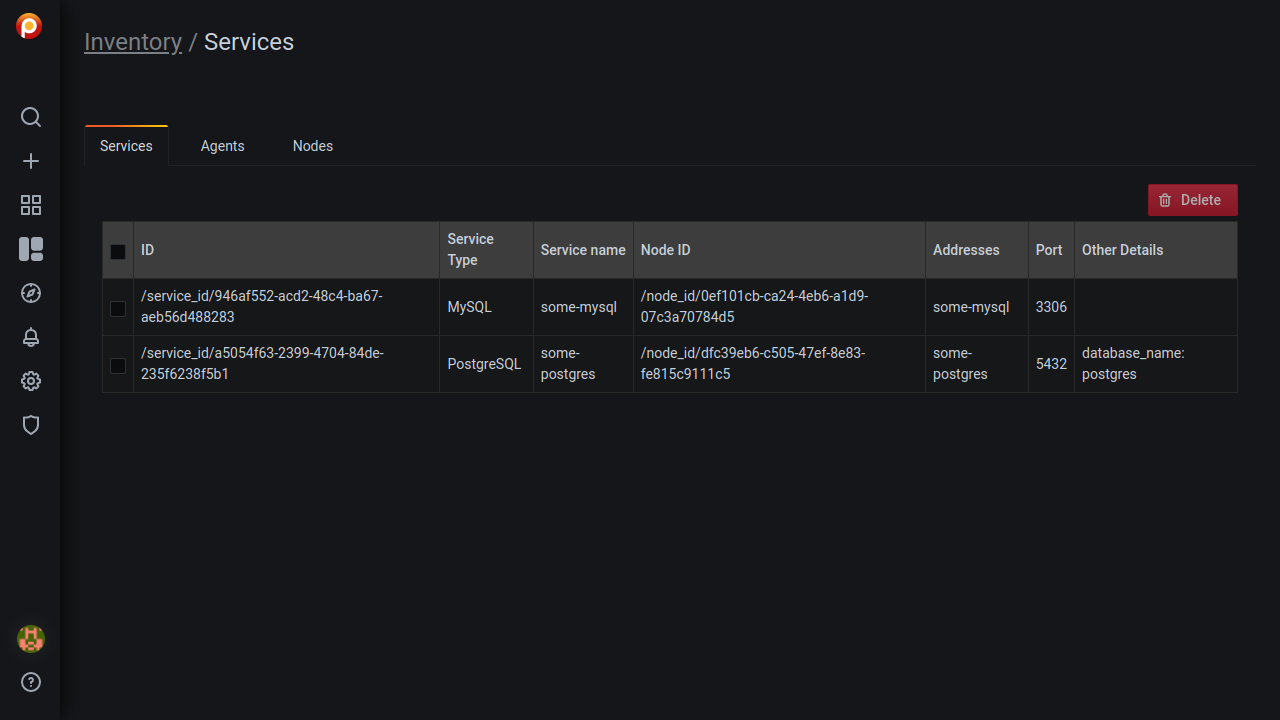 Inventory / Services
Services Agents Nodes
Delete
ID Service Type Service name Node ID Addresses Port Other Details
/service_id/946af552-acd2-48c4-ba67-
aeb56d488283
MySQL
some-mysql
/node_id/0ef101cb-ca24-4eb6-a1d9-
07c3a70784d5
some-mysql
3306
/service_id/a5054f63-2399-4704-84de-
235f6238f5b1
PostgreSQL
some-
postgres
/node_id/dfc39eb6-c505-47ef-8e83-
fe815c9111c5
some-
postgres
5432
database_name:
postgres